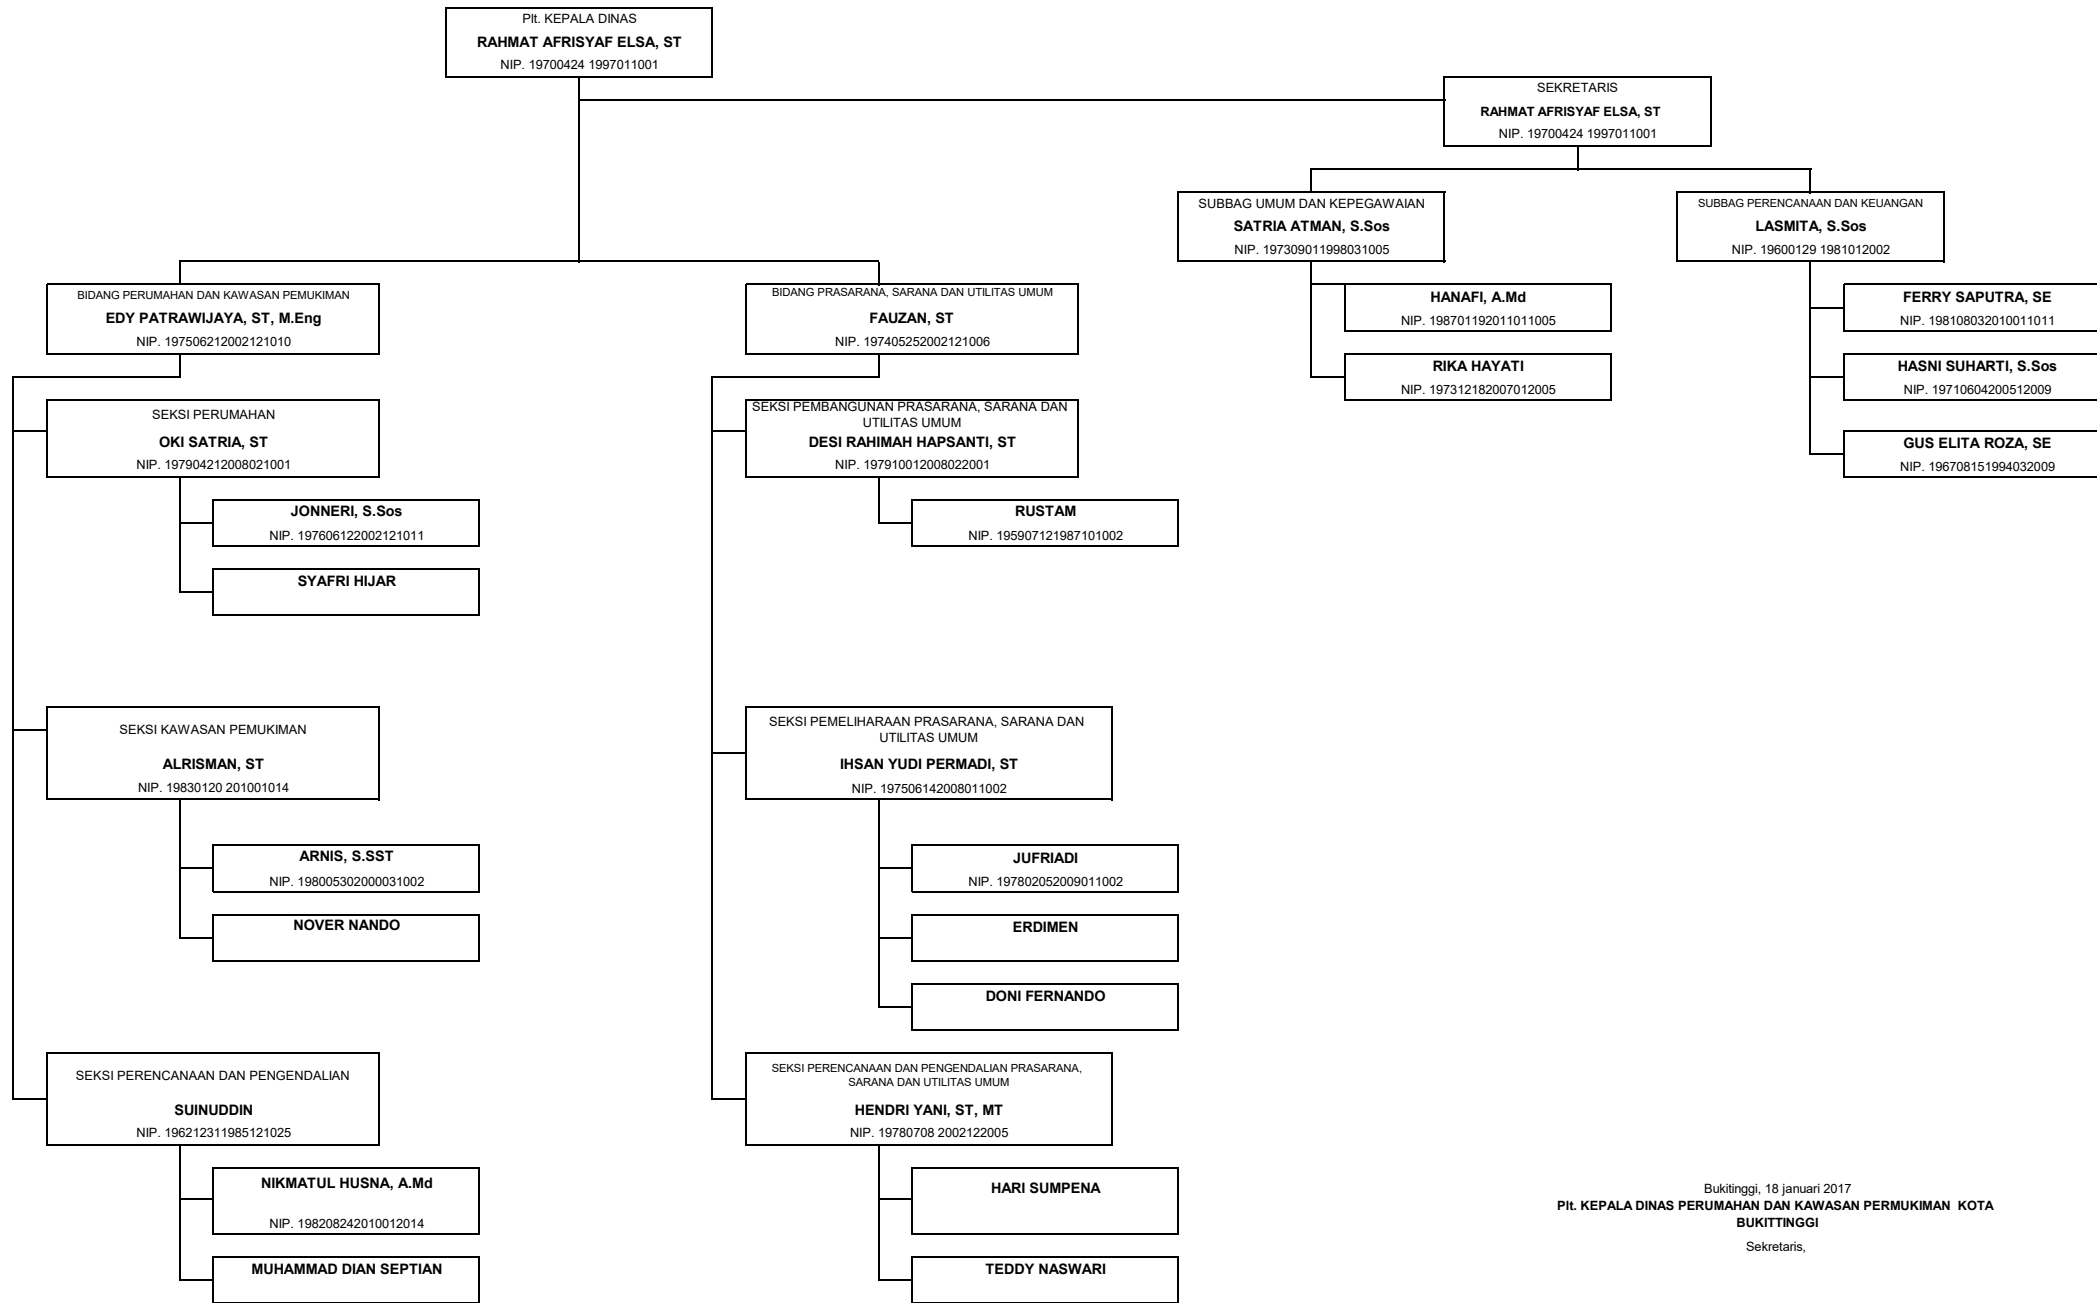 Plt. KEPALA DINAS
RAHMAT AFRISYAF ELSA, ST
NIP. 19700424 1997011001
SEKRETARIS
RAHMAT AFRISYAF ELSA, ST
NIP. 19700424 1997011001
SUBBAG UMUM DAN KEPEGAWAIAN
SATRIA ATMAN, S.Sos
NIP. 197309011998031005
SUBBAG PERENCANAAN DAN KEUANGAN
LASMITA, S.Sos
NIP. 19600129 1981012002
HANAFI, A.Md
NIP. 198701192011011005
RIKA HAYATI
NIP. 197312182007012005
FERRY SAPUTRA, SE
NIP. 198108032010011011
HASNI SUHARTI, S.Sos
NIP. 19710604200512009
GUS ELITA ROZA, SE
NIP. 196708151994032009
BIDANG PERUMAHAN DAN KAWASAN PEMUKIMAN
EDY PATRAWIJAYA, ST, M.Eng
NIP. 197506212002121010
SEKSI PERUMAHAN
OKI SATRIA, ST
NIP. 197904212008021001
JONNERI, S.Sos
NIP. 197606122002121011
SYAFRI HIJAR
SEKSI KAWASAN PEMUKIMAN
ALRISMAN, ST
NIP. 19830120 201001014
ARNIS, S.SST
NIP. 198005302000031002
NOVER NANDO
SEKSI PERENCANAAN DAN PENGENDALIAN
SUINUDDIN
NIP. 196212311985121025
NIKMATUL HUSNA, A.Md
NIP. 198208242010012014
MUHAMMAD DIAN SEPTIAN
BIDANG PRASARANA, SARANA DAN UTILITAS UMUM
FAUZAN, ST
NIP. 197405252002121006
SEKSI PEMBANGUNAN PRASARANA, SARANA DAN
UTILITAS UMUM
DESI RAHIMAH HAPSANTI, ST
NIP. 197910012008022001
RUSTAM
NIP. 195907121987101002
SEKSI PEMELIHARAAN PRASARANA, SARANA DAN
UTILITAS UMUM
IHSAN YUDI PERMADI, ST
NIP. 197506142008011002
JUFRIADI
NIP. 197802052009011002
ERDIMEN
DONI FERNANDO
SEKSI PERENCANAAN DAN PENGENDALIAN PRASARANA,
SARANA DAN UTILITAS UMUM
HENDRI YANI, ST, MT
NIP. 19780708 2002122005
HARI SUMPENA
TEDDY NASWARI
Bukitinggi, 18 januari 2017
Plt. KEPALA DINAS PERUMAHAN DAN KAWASAN PERMUKIMAN KOTA
BUKITTINGGI
Sekretaris,